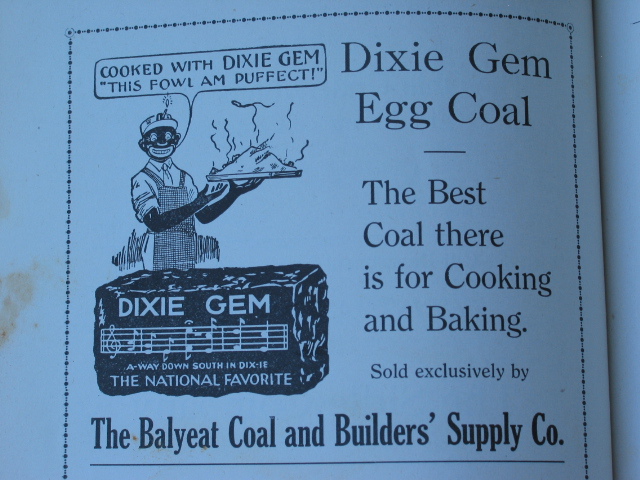 COOKED WITH DIXIE GEM
"THIS FOWL AM PUFFECT!"
Dixie Gem
Egg Coal
The Best
Coal there
is for Cooking
and Baking.
DIXIE GEM
A-WAY DOWN SOUTH IN DIX-IE
THE NATIONAL FAVORITE
Sold exclusively by
The Balyeat Coal and Builders' Supply Co.